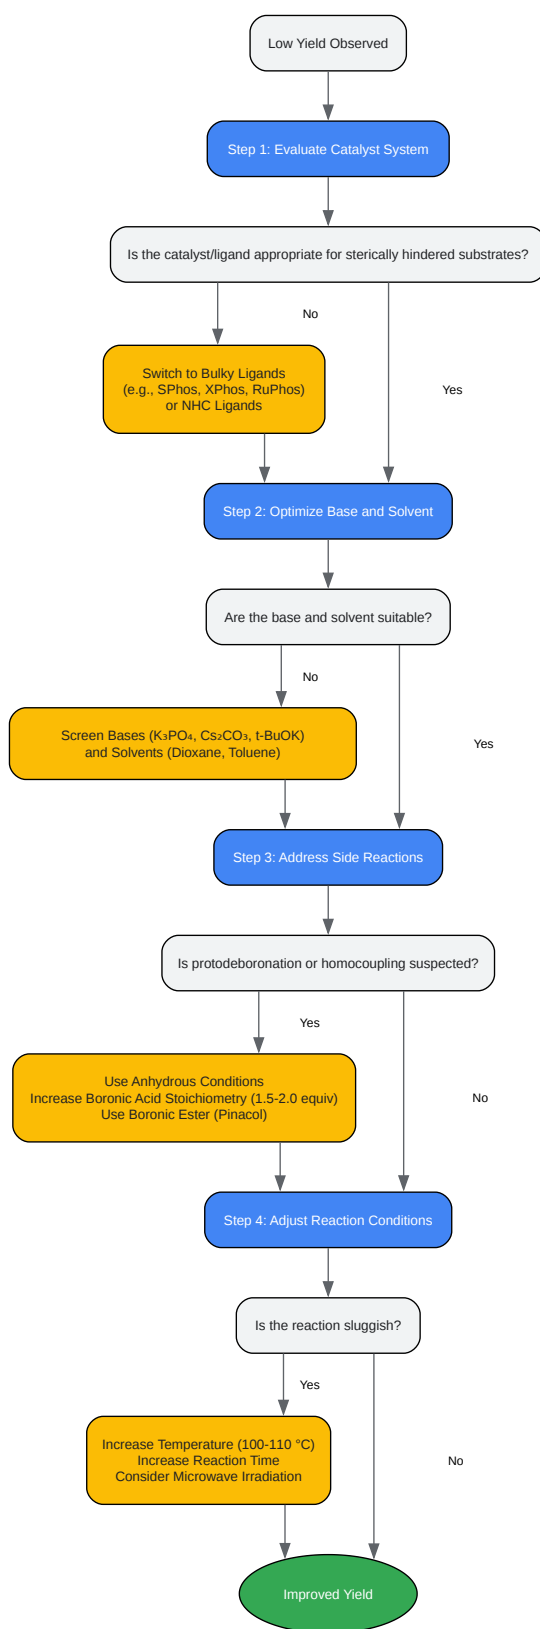 Low Yield Observed
Step 1: Evaluate Catalyst System
Is the catalyst/ligand appropriate for sterically hindered substrates?
No
Switch to Bulky Ligands
(e.g., SPhos, XPhos, RuPhos)
or NHC Ligands
Yes
Step 2: Optimize Base and Solvent
Are the base and solvent suitable?
No
Screen Bases (K₃PO₄, Cs₂CO₃, t-BuOK)
and Solvents (Dioxane, Toluene)
Yes
Step 3: Address Side Reactions
Is protodeboronation or homocoupling suspected?
Yes
Use Anhydrous Conditions
Increase Boronic Acid Stoichiometry (1.5-2.0 equiv)
Use Boronic Ester (Pinacol)
No
Step 4: Adjust Reaction Conditions
Is the reaction sluggish?
Yes
Increase Temperature (100-110 °C)
Increase Reaction Time
Consider Microwave Irradiation
No
Improved Yield